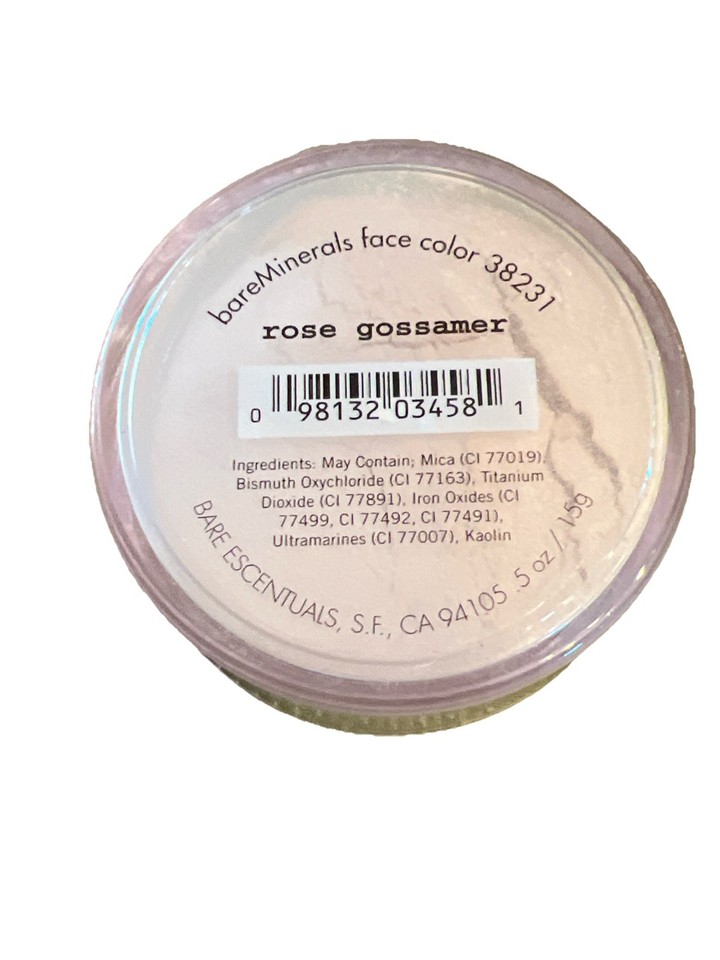 bareMinerals face color 38231
rose gossamer
0 98132 03458 1
Ingredients: May Contain; Mica (CI 77019),
Bismuth Oxychloride (CI 77163), Titanium
Dioxide (CI 77891), Iron Oxides (CI
77499, CI 77492, CI 77491),
Ultramarines (CI 77007), Kaolin
BARE ESCENTUALS, S.F., CA 94105 .5 oz / 15g